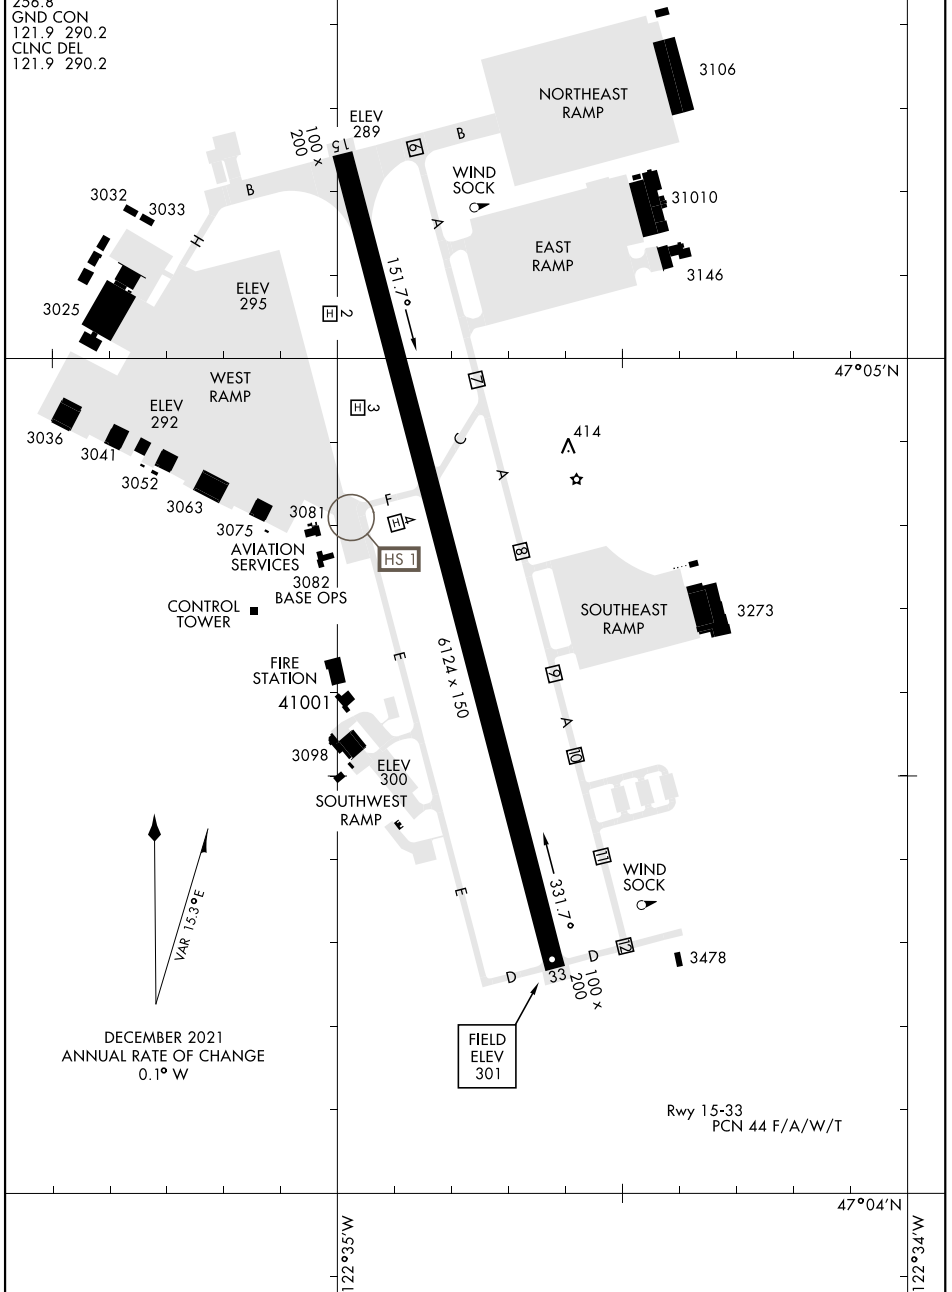 256.8
GND CON
121.9 290.2
CLNC DEL
121.9 290.2
3106
NORTHEAST
RAMP
ELEV
289
100 x
200
15
B
6
B
WIND
SOCK
A
31010
3032
3033
H
EAST
RAMP
3146
ELEV
295
3025
151.7°
H 2
47°05'N
WEST
RAMP
7
ELEV
292
H 3
3036
3041
3052
3063
3075
3081
C
A
414
F
H 4
HS 1
8
AVIATION
SERVICES
3082
BASE OPS
CONTROL
TOWER
SOUTHEAST
RAMP
3273
E
6124 x 150
FIRE
STATION
41001
9
A
10
3098
ELEV
300
SOUTHWEST
RAMP
11
WIND
SOCK
331.7°
E
VAR 15.3°E
D
33
D
12
100 x
200
3478
FIELD
ELEV
301
DECEMBER 2021
ANNUAL RATE OF CHANGE
0.1° W
Rwy 15-33
PCN 44 F/A/W/T
47°04'N
122°35'W
122°34'W